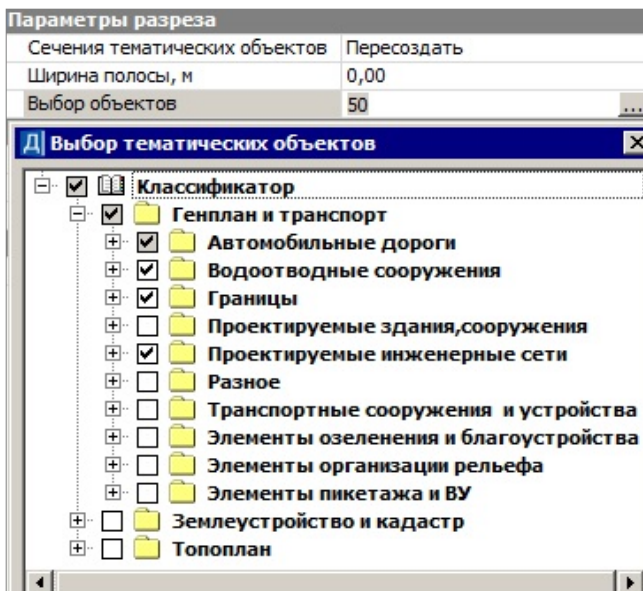 Параметры разреза
Сечения тематических объектов Пересоздать
Ширина полосы, м 0,00
Выбор объектов 50 ...
Выбор тематических объектов
Классификатор
Генплан и транспорт
Автомобильные дороги
Водоотводные сооружения
Границы
Проектируемые здания,сооружения
Проектируемые инженерные сети
Разное
Транспортные сооружения и устройства
Элементы озеленения и благоустройства
Элементы организации рельефа
Элементы пикетажа и ВУ
Землеустройство и кадастр
Топоплан